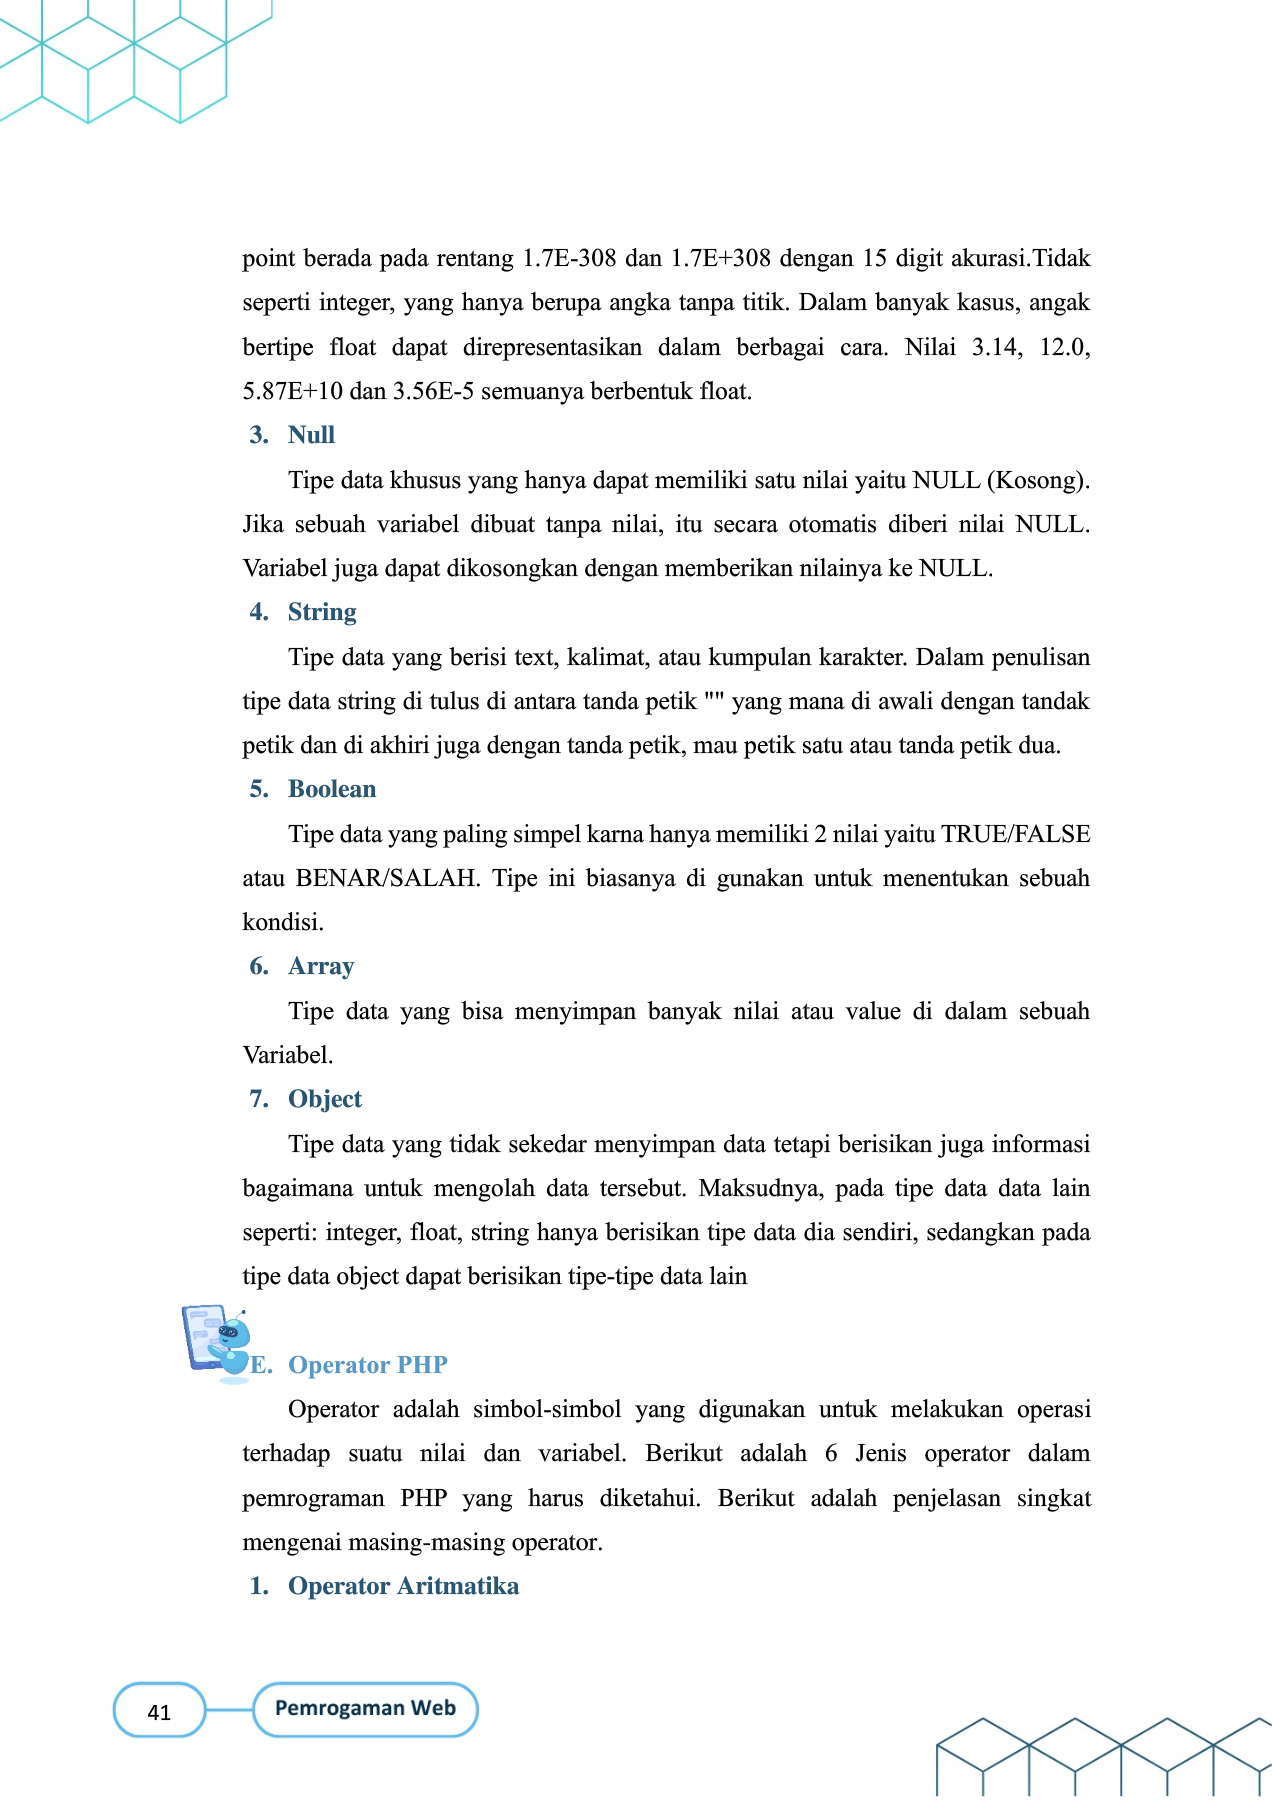 point berada pada rentang 1.7E-308 dan 1.7E+308 dengan 15 digit akurasi.Tidak
seperti integer, yang hanya berupa angka tanpa titik. Dalam banyak kasus, angak
bertipe float dapat direpresentasikan dalam berbagai cara. Nilai 3.14, 12.0,
5.87E+10 dan 3.56E-5 semuanya berbentuk float.
3. Null
Tipe data khusus yang hanya dapat memiliki satu nilai yaitu NULL (Kosong).
Jika sebuah variabel dibuat tanpa nilai, itu secara otomatis diberi nilai NULL.
Variabel juga dapat dikosongkan dengan memberikan nilainya ke NULL.
4. String
Tipe data yang berisi text, kalimat, atau kumpulan karakter. Dalam penulisan
tipe data string di tulus di antara tanda petik "" yang mana di awali dengan tandak
petik dan di akhiri juga dengan tanda petik, mau petik satu atau tanda petik dua.
5. Boolean
Tipe data yang paling simpel karna hanya memiliki 2 nilai yaitu TRUE/FALSE
atau BENAR/SALAH. Tipe ini biasanya di gunakan untuk menentukan sebuah
kondisi.
6. Array
Tipe data yang bisa menyimpan banyak nilai atau value di dalam sebuah
Variabel.
7. Object
Tipe data yang tidak sekedar menyimpan data tetapi berisikan juga informasi
bagaimana untuk mengolah data tersebut. Maksudnya, pada tipe data data lain
seperti: integer, float, string hanya berisikan tipe data dia sendiri, sedangkan pada
tipe data object dapat berisikan tipe-tipe data lain
E. Operator PHP
Operator adalah simbol-simbol yang digunakan untuk melakukan operasi
terhadap suatu nilai dan variabel. Berikut adalah 6 Jenis operator dalam
pemrograman PHP yang harus diketahui. Berikut adalah penjelasan singkat
mengenai masing-masing operator.
1. Operator Aritmatika
41
Pemrogaman Web